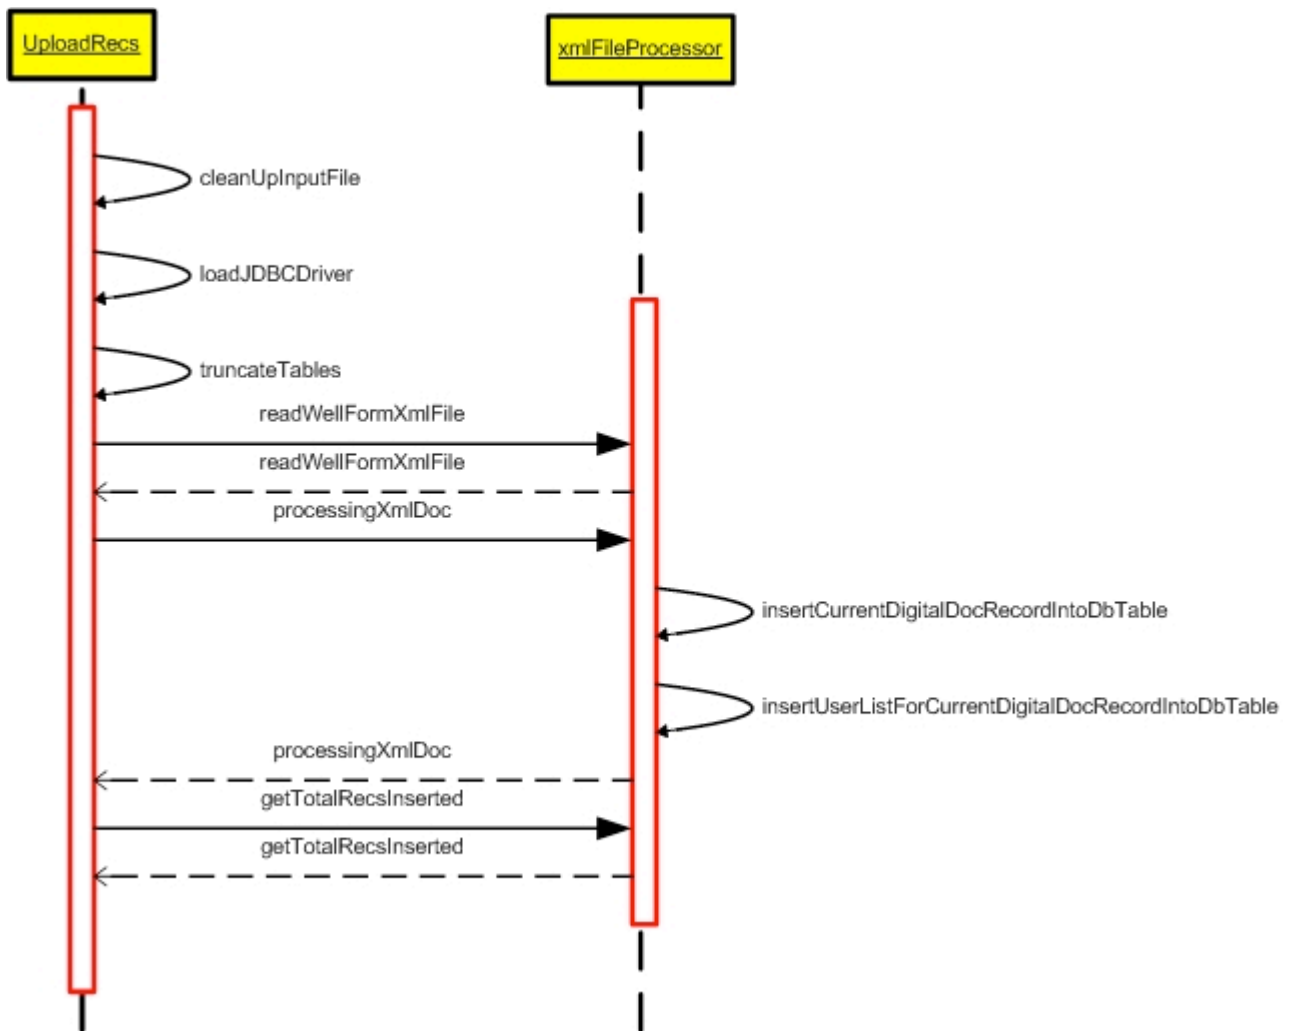 UploadRecs
xmlFileProcessor
cleanUpInputFile
loadJDBCDriver
truncateTables
readWellFormXmlFile
readWellFormXmlFile
processingXmlDoc
insertCurrentDigitalDocRecordIntoDbTable
insertUserListForCurrentDigitalDocRecordIntoDbTable
processingXmlDoc
getTotalRecsInserted
getTotalRecsInserted